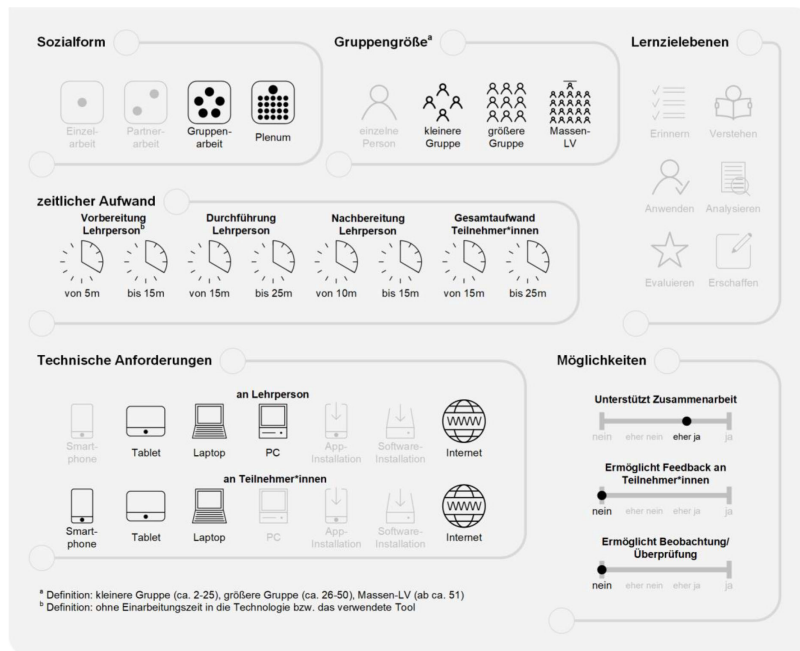 Sozialform
Einzel-
arbeit
Partner-
arbeit
Gruppen-
arbeit
Plenum
Gruppengröße^a
einzelne
Person
kleinere
Gruppe
größere
Gruppe
Massen-
LV
Lernzielebenen
Erinnern
Verstehen
Anwenden
Analysieren
Evaluieren
Erschaffen
zeitlicher Aufwand
Vorbereitung
Lehrperson^b
von 5m
bis 15m
Durchführung
Lehrperson
von 15m
bis 25m
Nachbereitung
Lehrperson
von 10m
bis 15m
Gesamtaufwand
Teilnehmer*innen
von 15m
bis 25m
Technische Anforderungen
an Lehrperson
Smart-
phone
Tablet
Laptop
PC
App-
Installation
Software-
Installation
WWW
Internet
an Teilnehmer*innen
Smart-
phone
Tablet
Laptop
PC
App-
Installation
Software-
Installation
WWW
Internet
Möglichkeiten
Unterstützt Zusammenarbeit
nein eher nein eher ja ja
Ermöglicht Feedback an
Teilnehmer*innen
nein eher nein eher ja ja
Ermöglicht Beobachtung/
Überprüfung
nein eher nein eher ja ja
^a Definition: kleinere Gruppe (ca. 2-25), größere Gruppe (ca. 26-50), Massen-LV (ab ca. 51)
^b Definition: ohne Einarbeitungszeit in die Technologie bzw. das verwendete Tool